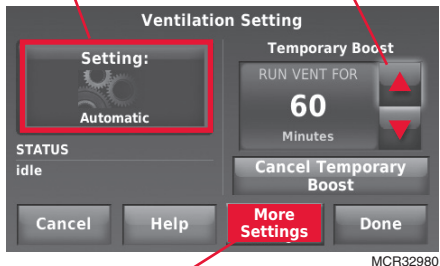 Ventilation Setting
Setting:
Automatic
STATUS
idle
Temporary Boost
RUN VENT FOR
60
Minutes
Cancel Temporary
Boost
Cancel
Help
More
Settings
Done
MCR32980